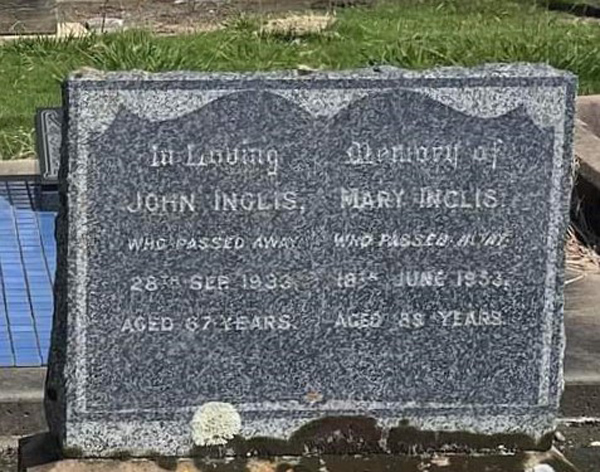 In Loving Memory of
JOHN INGLIS,
WHO PASSED AWAY
28TH SEP. 1933
AGED 67 YEARS.
MARY INGLIS.
WHO PASSED AWAY.
18TH JUNE 1953.
AGED YEARS.